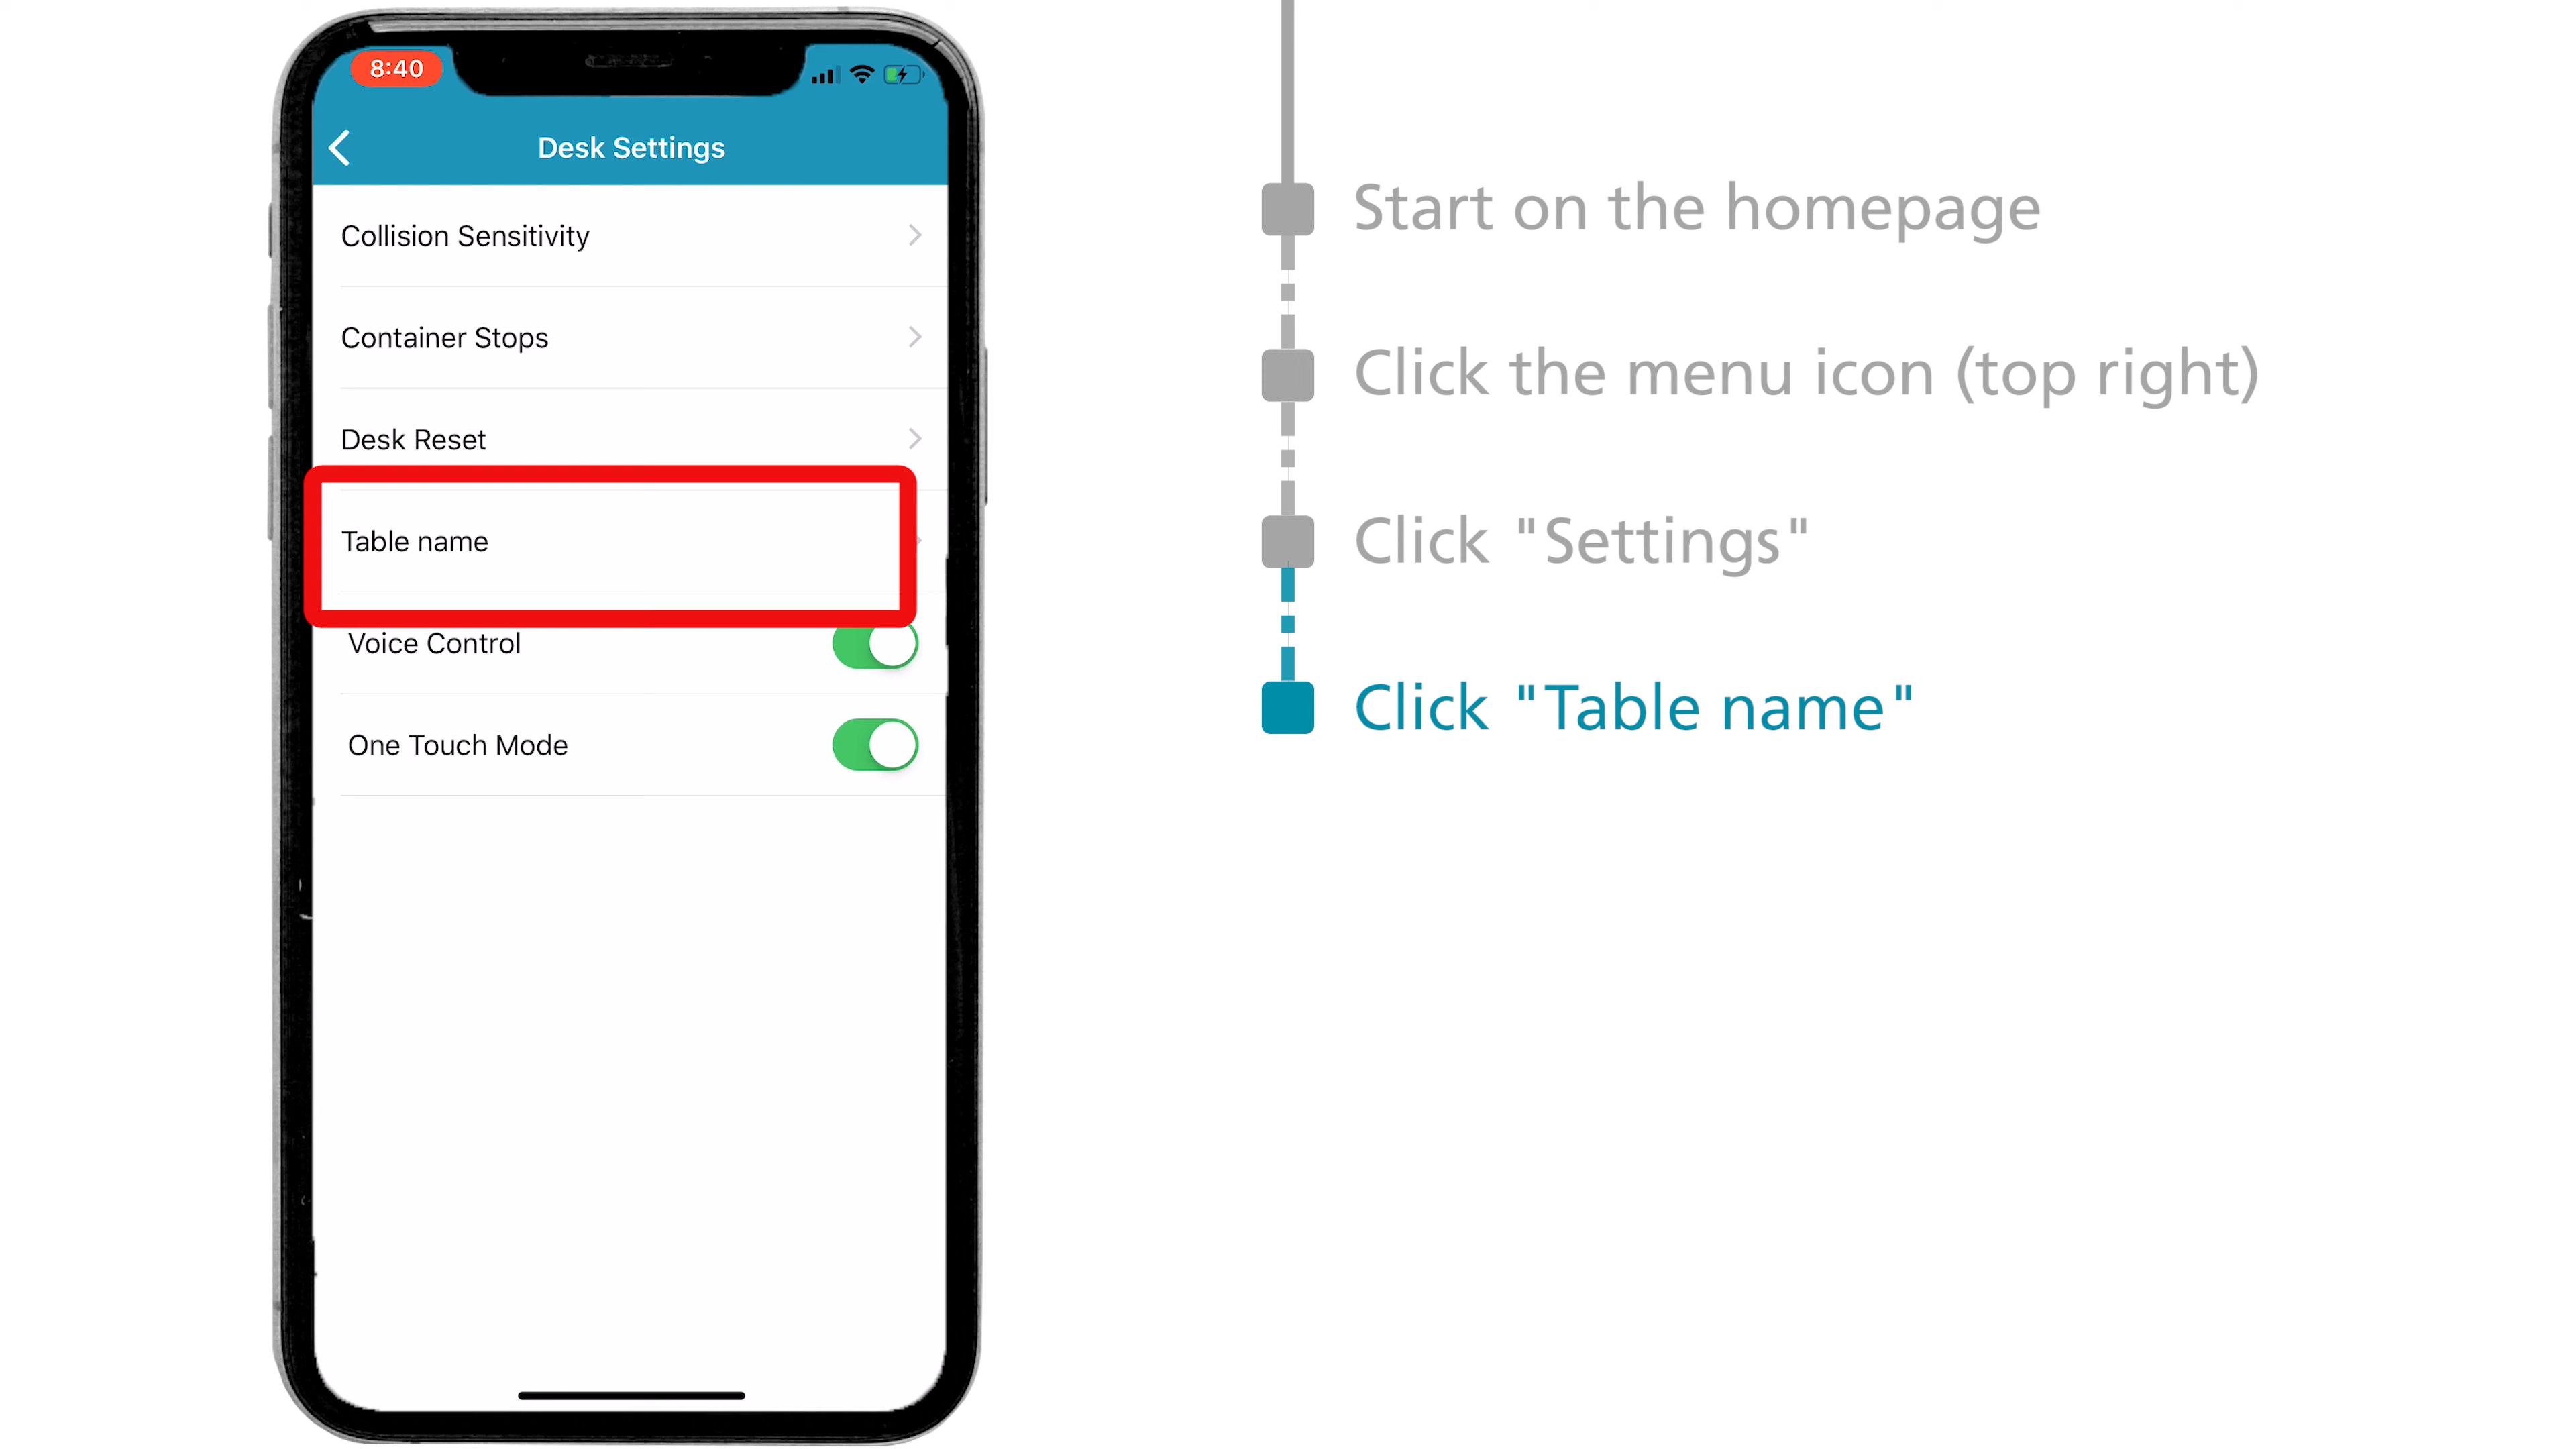 8:40
Desk Settings
Collision Sensitivity
Container Stops
Desk Reset
Table name
Voice Control
One Touch Mode
Start on the homepage
Click the menu icon (top right)
Click "Settings"
Click "Table name"